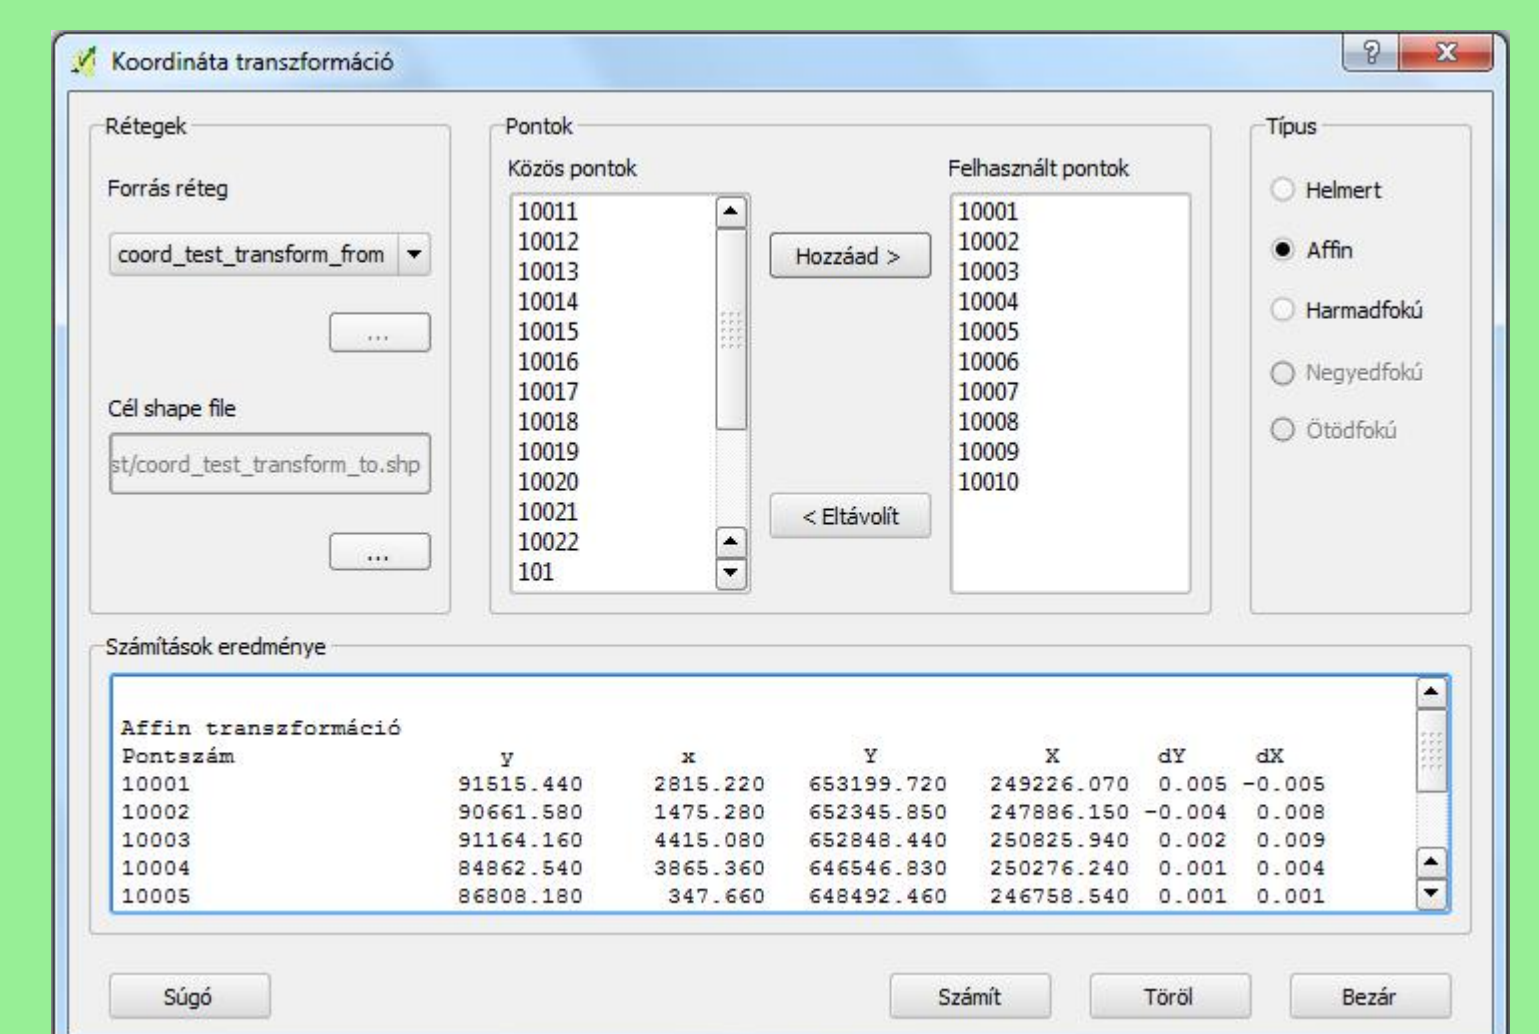 Koordináta transzformáció
?
X
Rétegek
Forrás réteg
coord_test_transform_from
...
Cél shape file
st/coord_test_transform_to.shp
...
Pontok
Közös pontok
10011
10012
10013
10014
10015
10016
10017
10018
10019
10020
10021
10022
101
Hozzáad >
< Eltávolít
Felhasznált pontok
10001
10002
10003
10004
10005
10006
10007
10008
10009
10010
Típus
Helmert
Affin
Harmadfokú
Negyedfokú
Ötödfokú
Számítások eredménye
Affin transzformáció
Pontszám y x Y X dY dX
10001 91515.440 2815.220 653199.720 249226.070 0.005 -0.005
10002 90661.580 1475.280 652345.850 247886.150 -0.004 0.008
10003 91164.160 4415.080 652848.440 250825.940 0.002 0.009
10004 84862.540 3865.360 646546.830 250276.240 0.001 0.004
10005 86808.180 347.660 648492.460 246758.540 0.001 0.001
Súgó
Számít
Töröl
Bezár